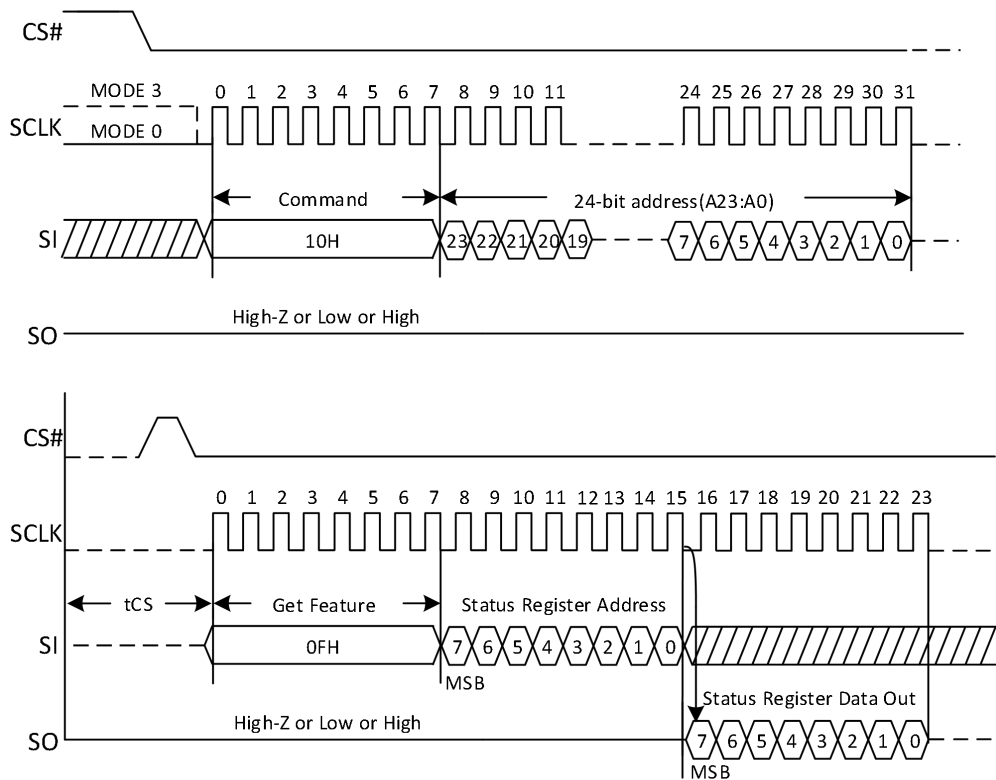 CS#
MODE 3 0 1 2 3 4 5 6 7 8 9 10 11 24 25 26 27 28 29 30 31
SCLK
MODE 0
Command 24-bit address(A23:A0)
SI 10H 23 22 21 20 19 7 6 5 4 3 2 1 0
High-Z or Low or High
SO
CS#
0 1 2 3 4 5 6 7 8 9 10 11 12 13 14 15 16 17 18 19 20 21 22 23
SCLK
tCS Get Feature Status Register Address
SI 0FH 7 6 5 4 3 2 1 0
MSB
High-Z or Low or High Status Register Data Out
SO 7 6 5 4 3 2 1 0
MSB